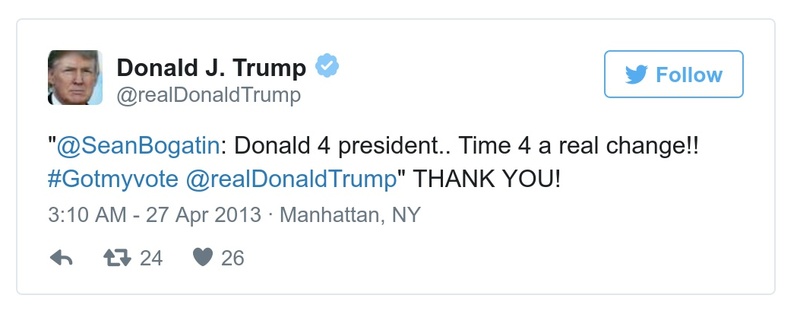 Donald J. Trump
@realDonaldTrump
Follow
"@SeanBogatin: Donald 4 president.. Time 4 a real change!!
#Gotmyvote @realDonaldTrump" THANK YOU!
3:10 AM - 27 Apr 2013 · Manhattan, NY
24 26